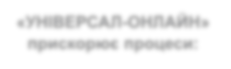 «УНІВЕРСАЛ-ОНЛАЙН»
прискорює процеси: